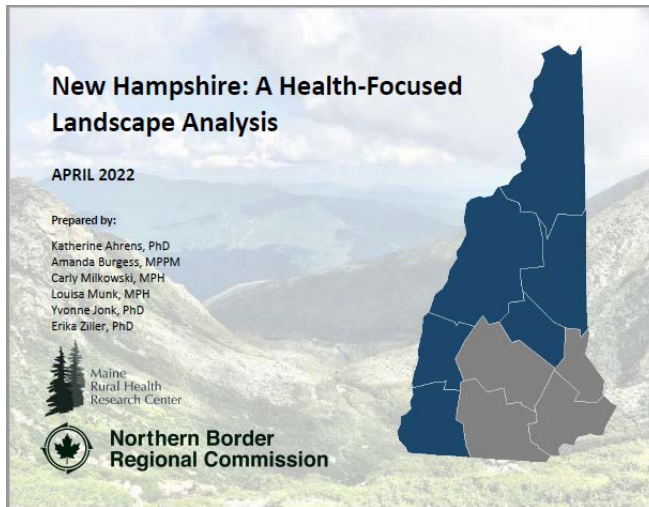 New Hampshire: A Health-Focused
Landscape Analysis
APRIL 2022
Prepared by:
Katherine Ahrens, PhD
Amanda Burgess, MPPM
Carly Milkowski, MPH
Louisa Munk, MPH
Yvonne Jonk, PhD
Erika Ziller, PhD
Maine
Rural Health
Research Center
Northern Border
Regional Commission